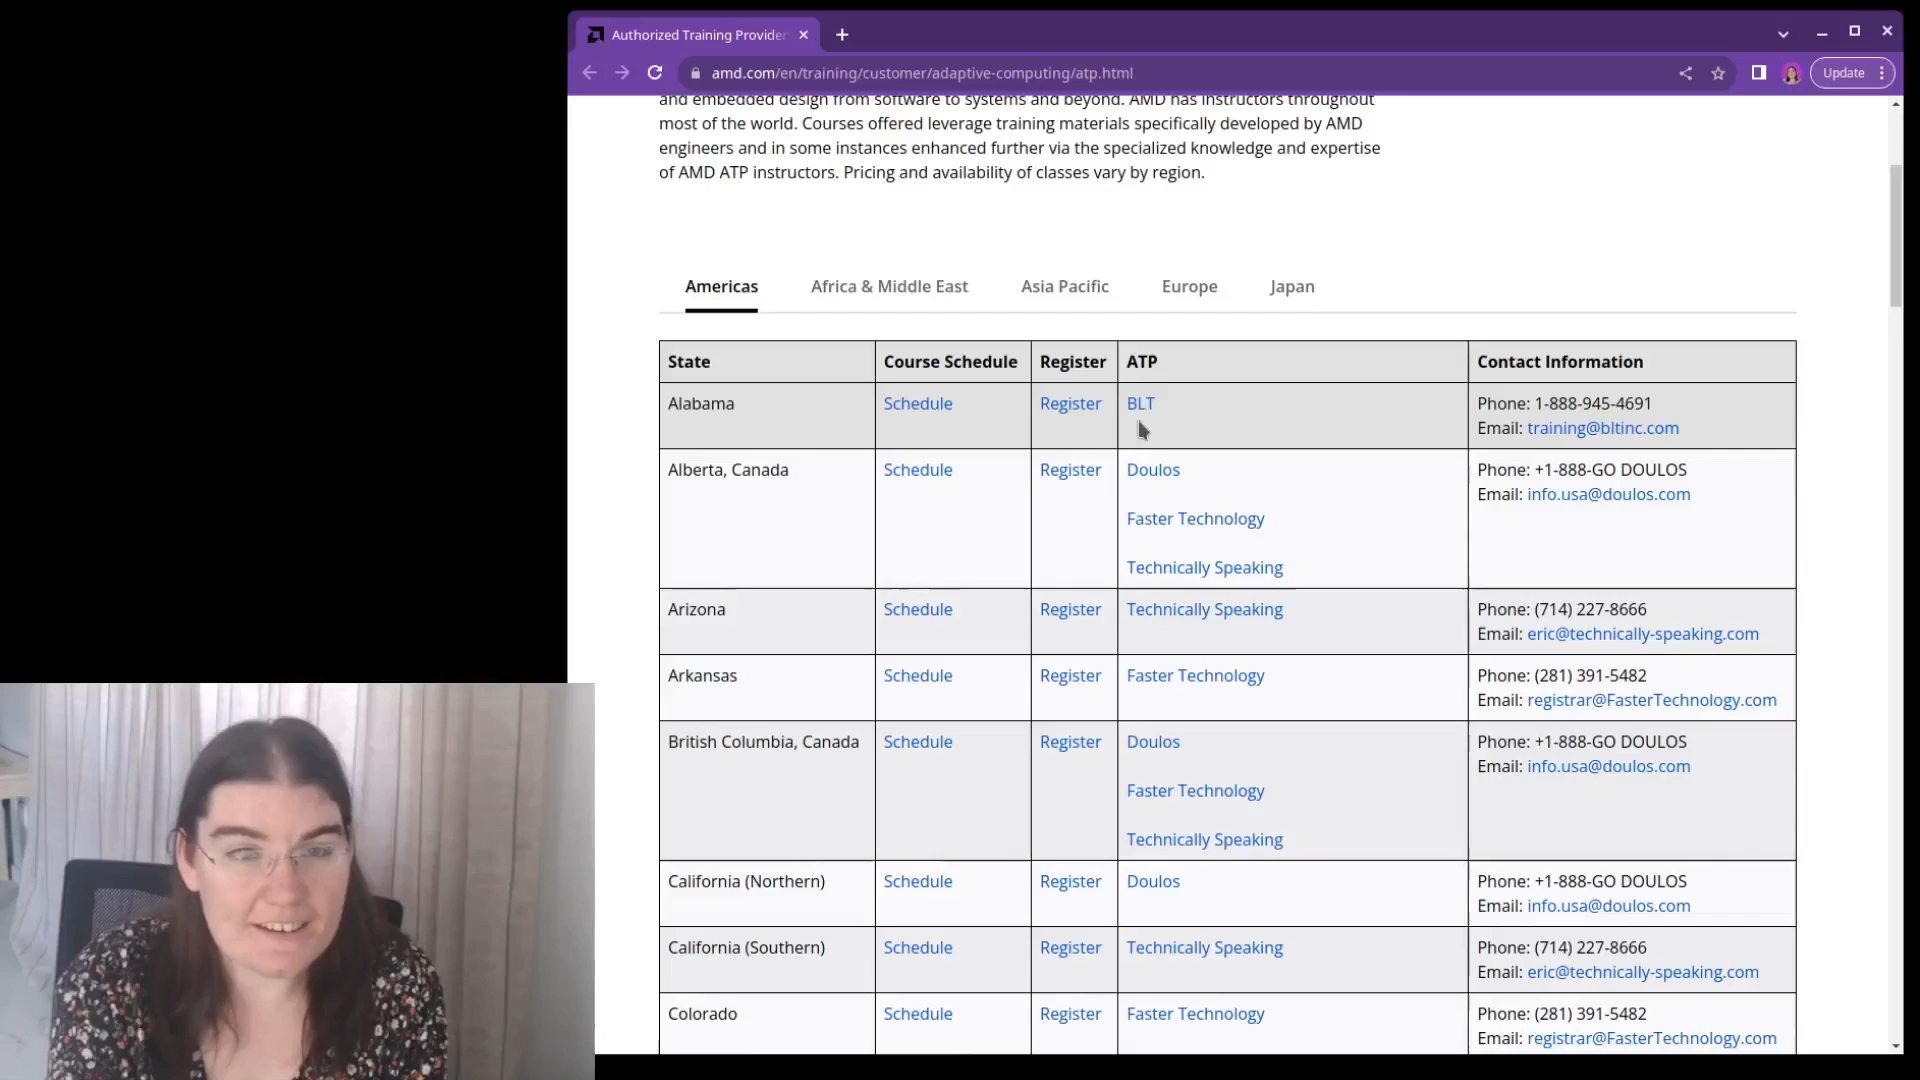 Authorized Training Provider
amd.com/en/training/customer/adaptive-computing/atp.html
Update
and embedded design from software to systems and beyond. AMD has instructors throughout
most of the world. Courses offered leverage training materials specifically developed by AMD
engineers and in some instances enhanced further via the specialized knowledge and expertise
of AMD ATP instructors. Pricing and availability of classes vary by region.
Americas Africa & Middle East Asia Pacific Europe Japan
State Course Schedule Register ATP Contact Information
Alabama Schedule Register BLT Phone: 1-888-945-4691
Email: training@bltinc.com
Alberta, Canada Schedule Register Doulos Phone: +1-888-GO DOULOS
Email: info.usa@doulos.com
Faster Technology
Technically Speaking
Arizona Schedule Register Technically Speaking Phone: (714) 227-8666
Email: eric@technically-speaking.com
Arkansas Schedule Register Faster Technology Phone: (281) 391-5482
Email: registrar@FasterTechnology.com
British Columbia, Canada Schedule Register Doulos Phone: +1-888-GO DOULOS
Email: info.usa@doulos.com
Faster Technology
Technically Speaking
California (Northern) Schedule Register Doulos Phone: +1-888-GO DOULOS
Email: info.usa@doulos.com
California (Southern) Schedule Register Technically Speaking Phone: (714) 227-8666
Email: eric@technically-speaking.com
Colorado Schedule Register Faster Technology Phone: (281) 391-5482
Email: registrar@FasterTechnology.com